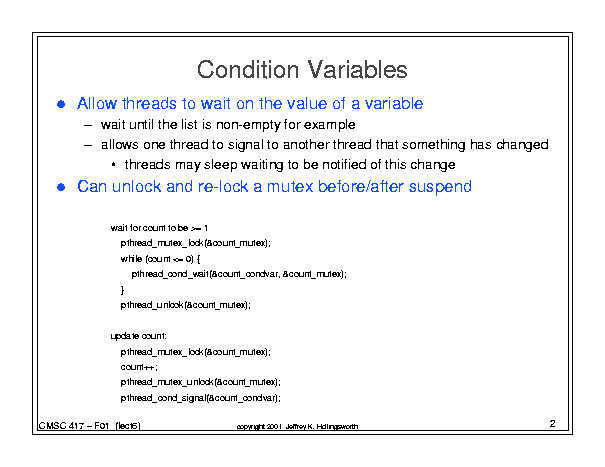 Condition Variables
● Allow threads to wait on the value of a variable
– wait until the list is non-empty for example
– allows one thread to signal to another thread that something has changed
• threads may sleep waiting to be notified of this change
● Can unlock and re-lock a mutex before/after suspend
wait for count to be >= 1
pthread_mutex_lock(&count_mutex);
while (count <= 0) {
pthread_cond_wait(&count_condvar, &count_mutex);
}
pthread_unlock(&count_mutex);
update count:
pthread_mutex_lock(&count_mutex);
count++;
pthread_mutex_unlock(&count_mutex);
pthread_cond_signal(&count_condvar);
CMSC 417 – F01 (lect6) copyright 2001 Jeffrey K. Hollingsworth 2